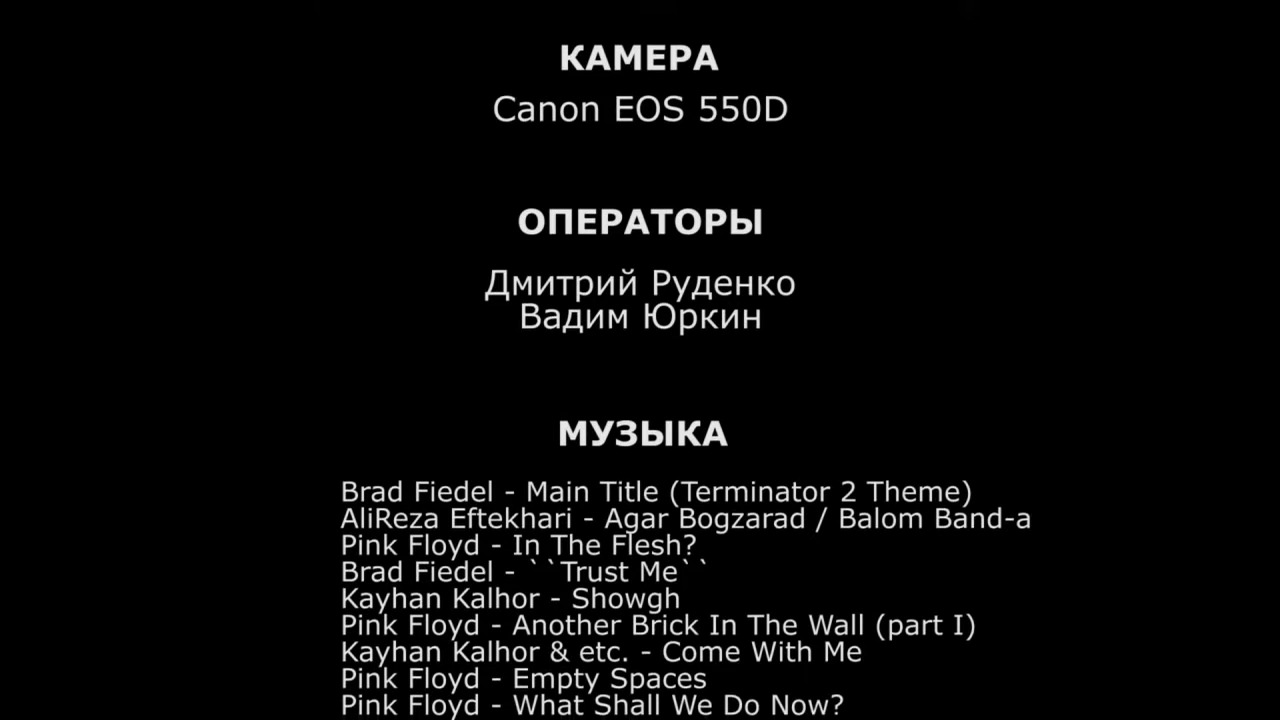 КАМЕРА
Canon EOS 550D
ОПЕРАТОРЫ
Дмитрий Руденко
Вадим Юркин
МУЗЫКА
Brad Fiedel - Main Title (Terminator 2 Theme)
AliReza Eftekhari - Agar Bogzarad / Balom Band-a
Pink Floyd - In The Flesh?
Brad Fiedel - ``Trust Me``
Kayhan Kalhor - Showgh
Pink Floyd - Another Brick In The Wall (part I)
Kayhan Kalhor & etc. - Come With Me
Pink Floyd - Empty Spaces
Pink Floyd - What Shall We Do Now?